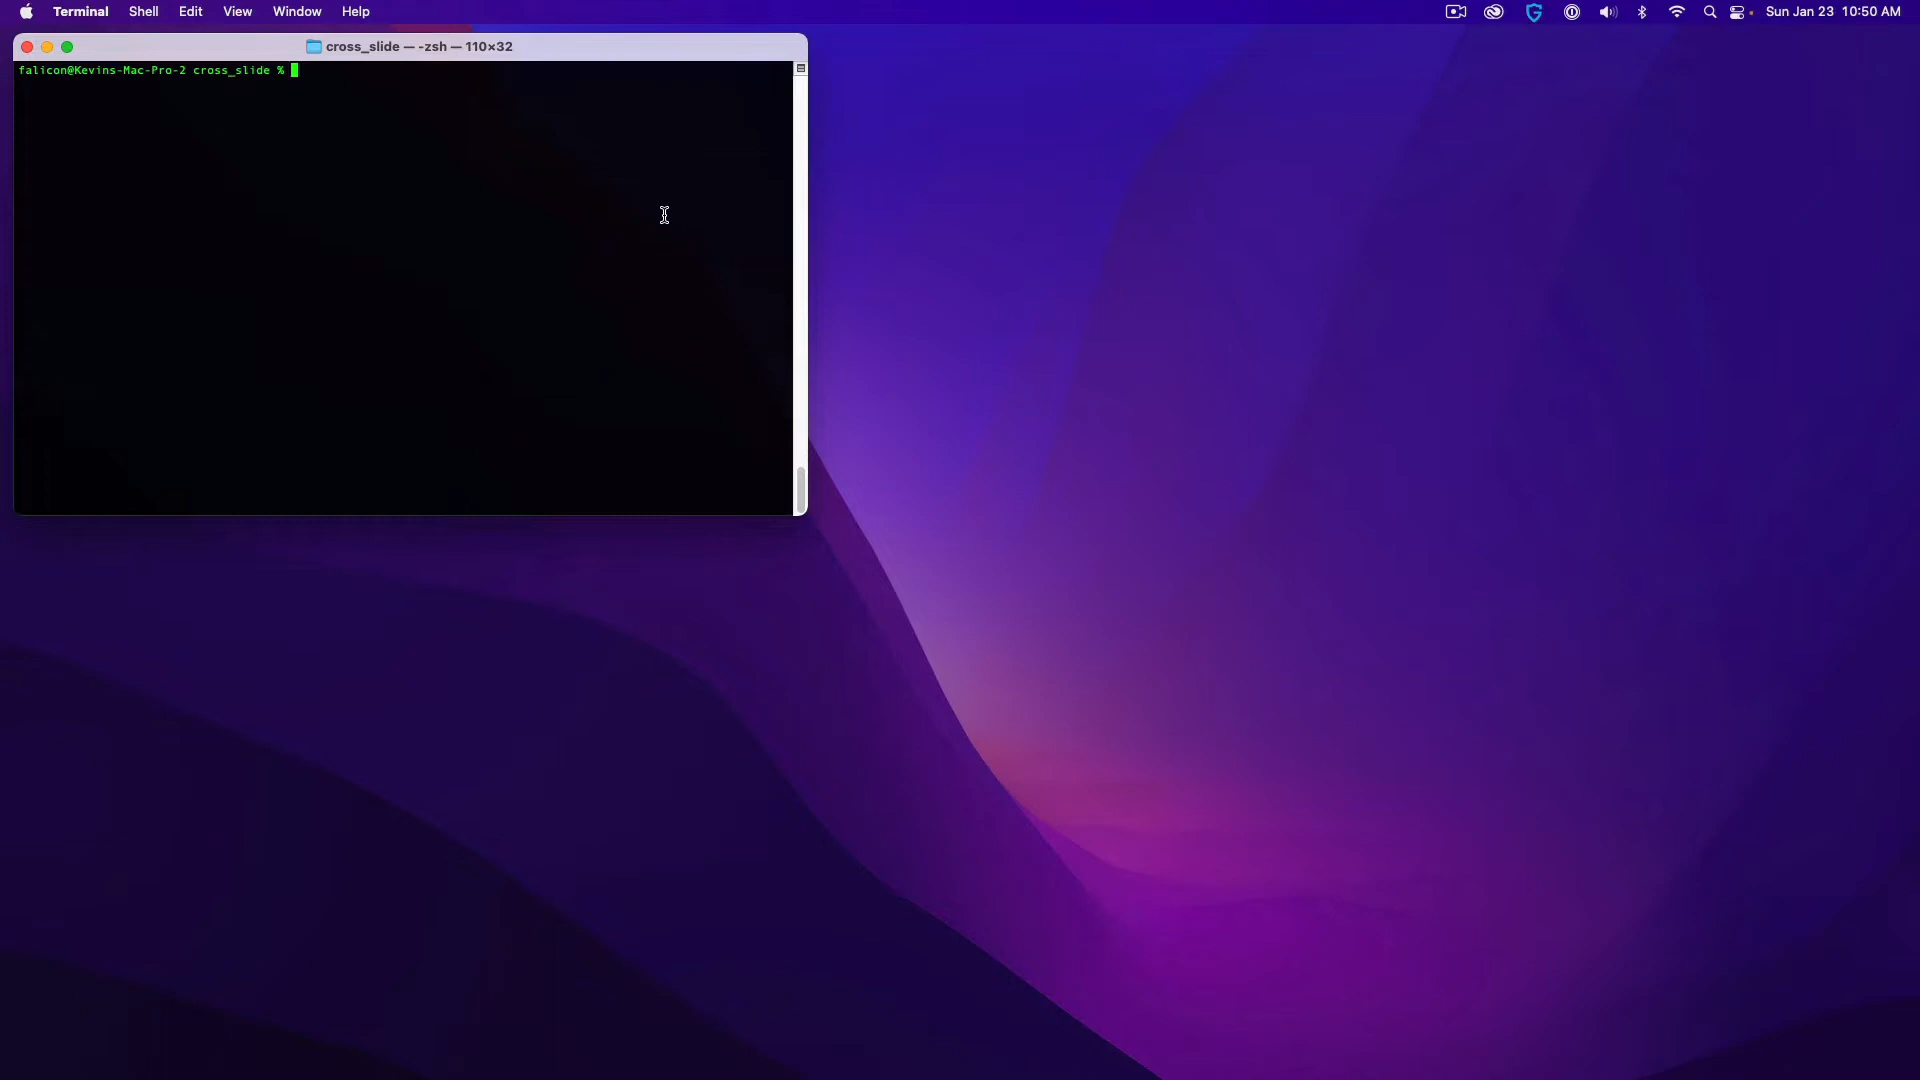 Terminal Shell Edit View Window Help Sun Jan 23 10:50 AM
cross_slide — -zsh — 110×32
falicon@Kevins-Mac-Pro-2 cross_slide %